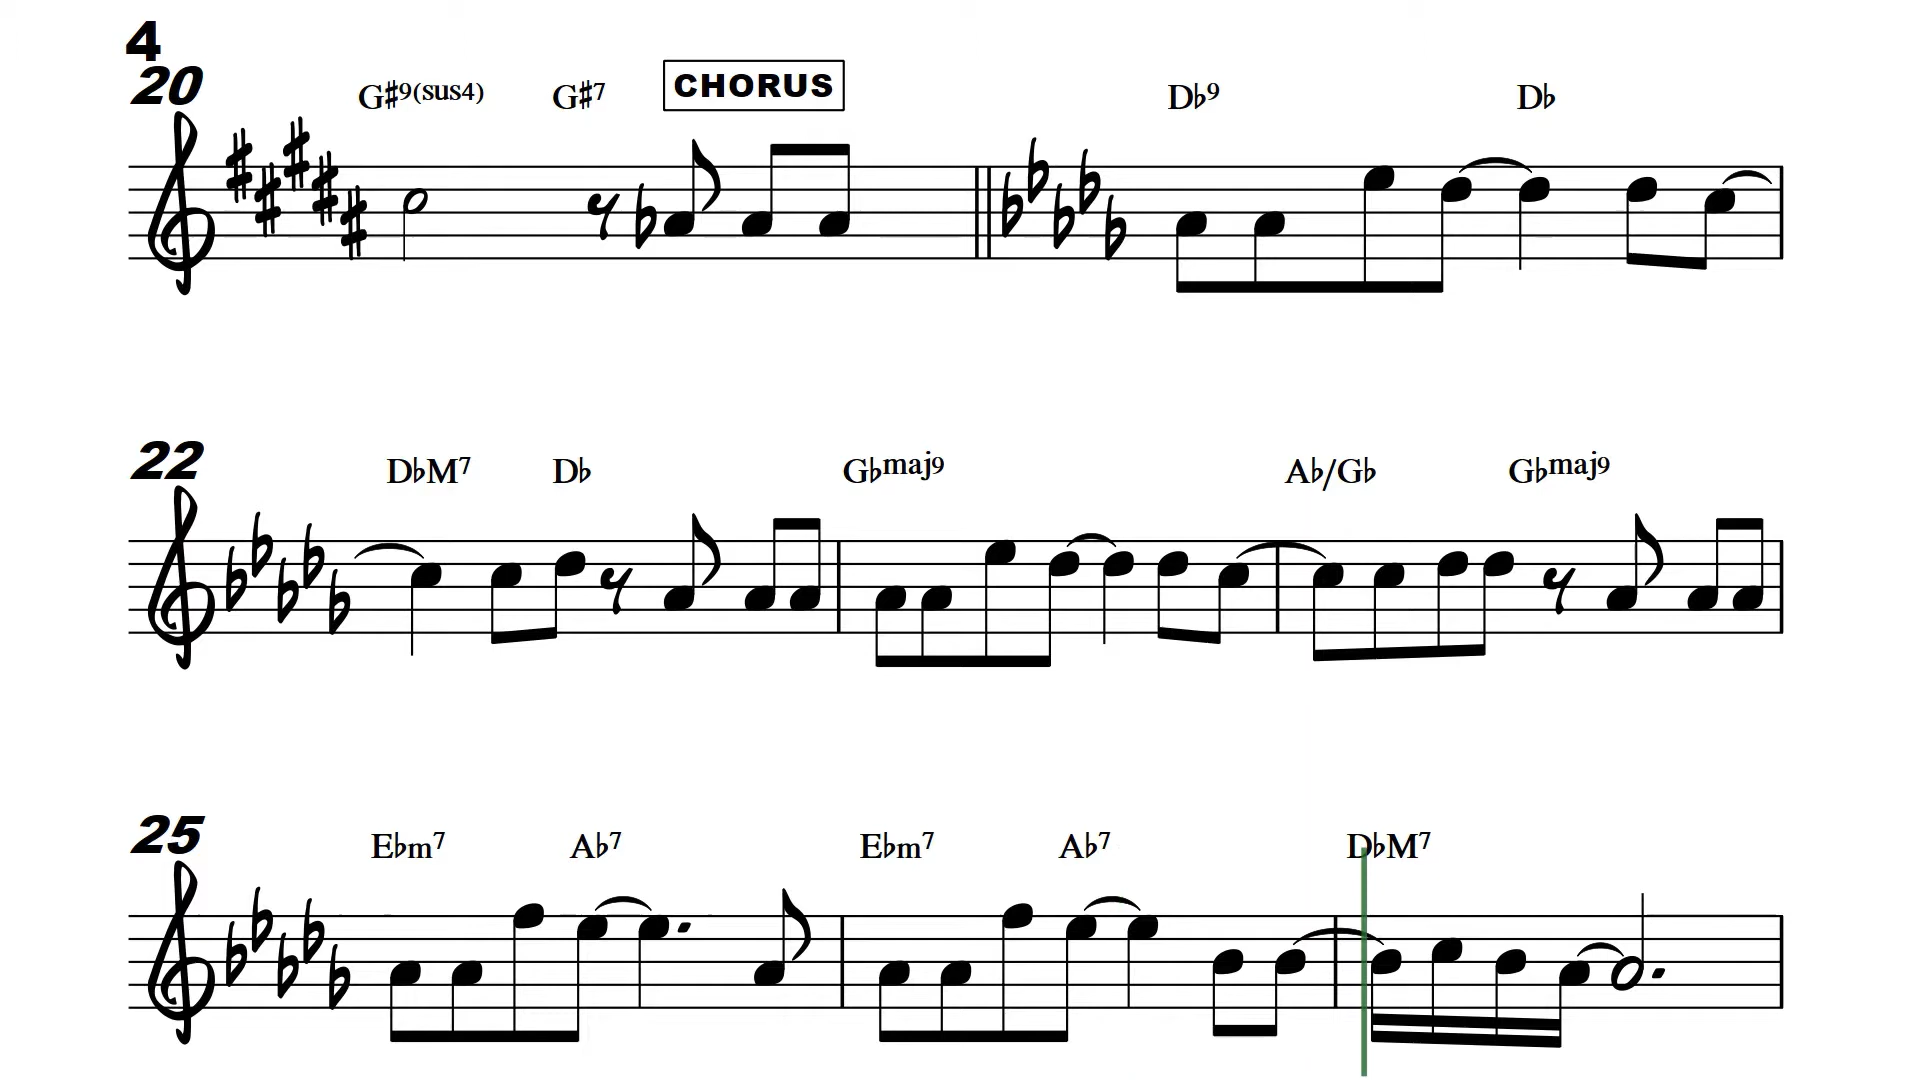 4
20 G♯9(sus4) G♯7 CHORUS D♭9 D♭
22 D♭M7 D♭ G♭maj9 A♭/G♭ G♭maj9
25 E♭m7 A♭7 E♭m7 A♭7 D♭M7